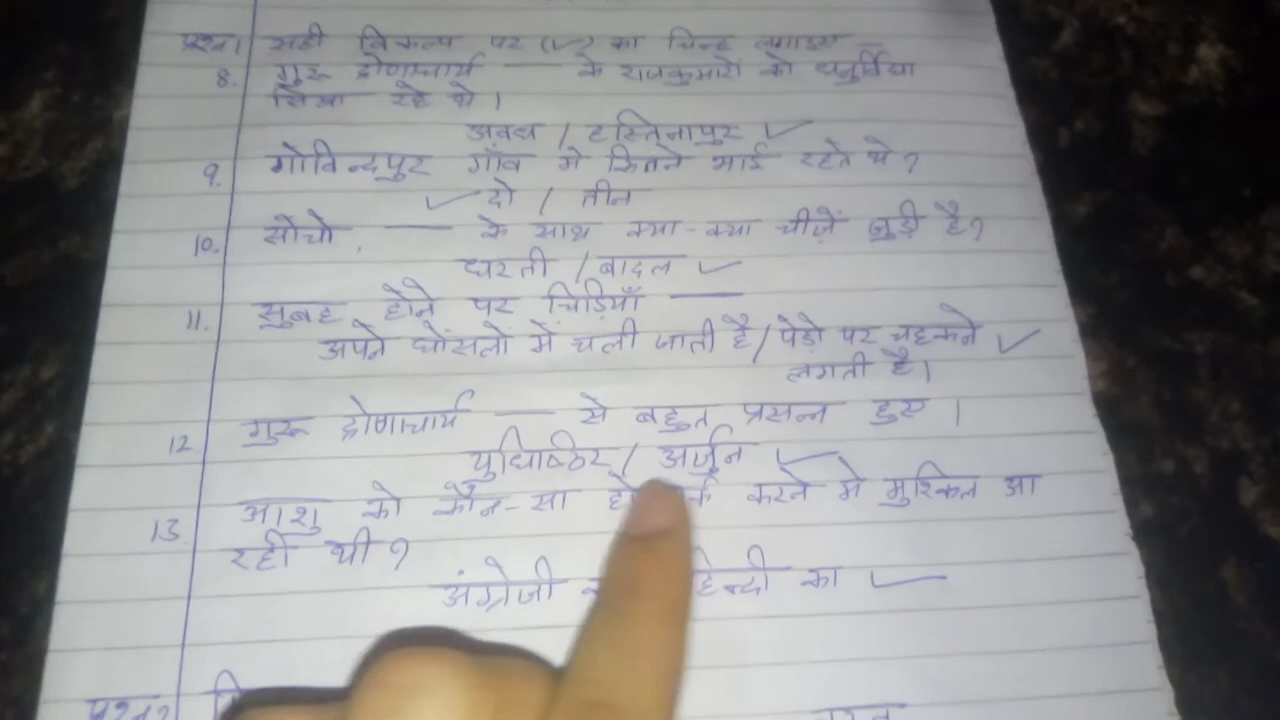 प्रश्न1 सही विकल्प पर (✓) का चिन्ह लगाइए
8. गुरू द्रोणाचार्य —— के राजकुमारों को धनुर्विद्या
सिखा रहे थे।
अवध / हस्तिनापुर ✓
9. गोविन्दपुर गाँव मे कितने भाई रहते थे?
✓ दो / तीन
10. सोचो, —— के साथ क्या-क्या चीज़ें जुड़ी है?
धरती / बादल ✓
11. सुबह होने पर चिड़ियाँ ——
अपने घोंसलों में चली जाती है / पेड़ो पर चहकने ✓
लगती है।
12. गुरू द्रोणाचार्य —— से बहुत प्रसन्न हुए।
युधिष्ठिर / अर्जुन ✓
13. आशु को कौन-सा करने मे मुश्किल आ
रही थी?
अंग्रेजी हिन्दी का ✓